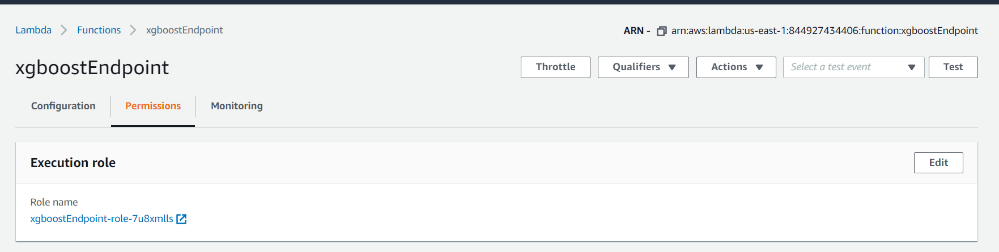 Lambda > Functions > xgboostEndpoint
ARN - arn:aws:lambda:us-east-1:844927434406:function:xgboostEndpoint
xgboostEndpoint
Throttle
Qualifiers
Actions
Select a test event
Test
Configuration
Permissions
Monitoring
Execution role
Edit
Role name
xgboostEndpoint-role-7u8xmlls